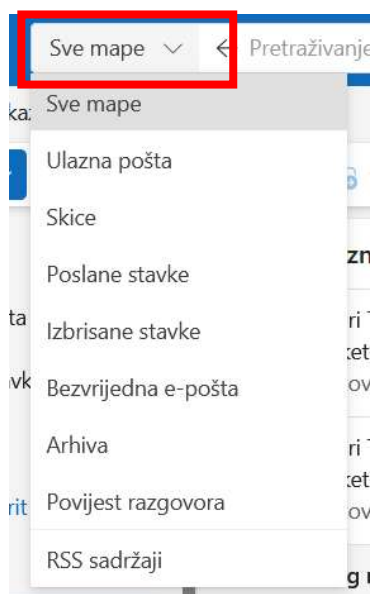 Sve mape Pretraživanje
Sve mape
Ulazna pošta
Skice
Poslane stavke
Izbrisane stavke
Bezvrijedna e-pošta
Arhiva
Povijest razgovora
RSS sadržaji